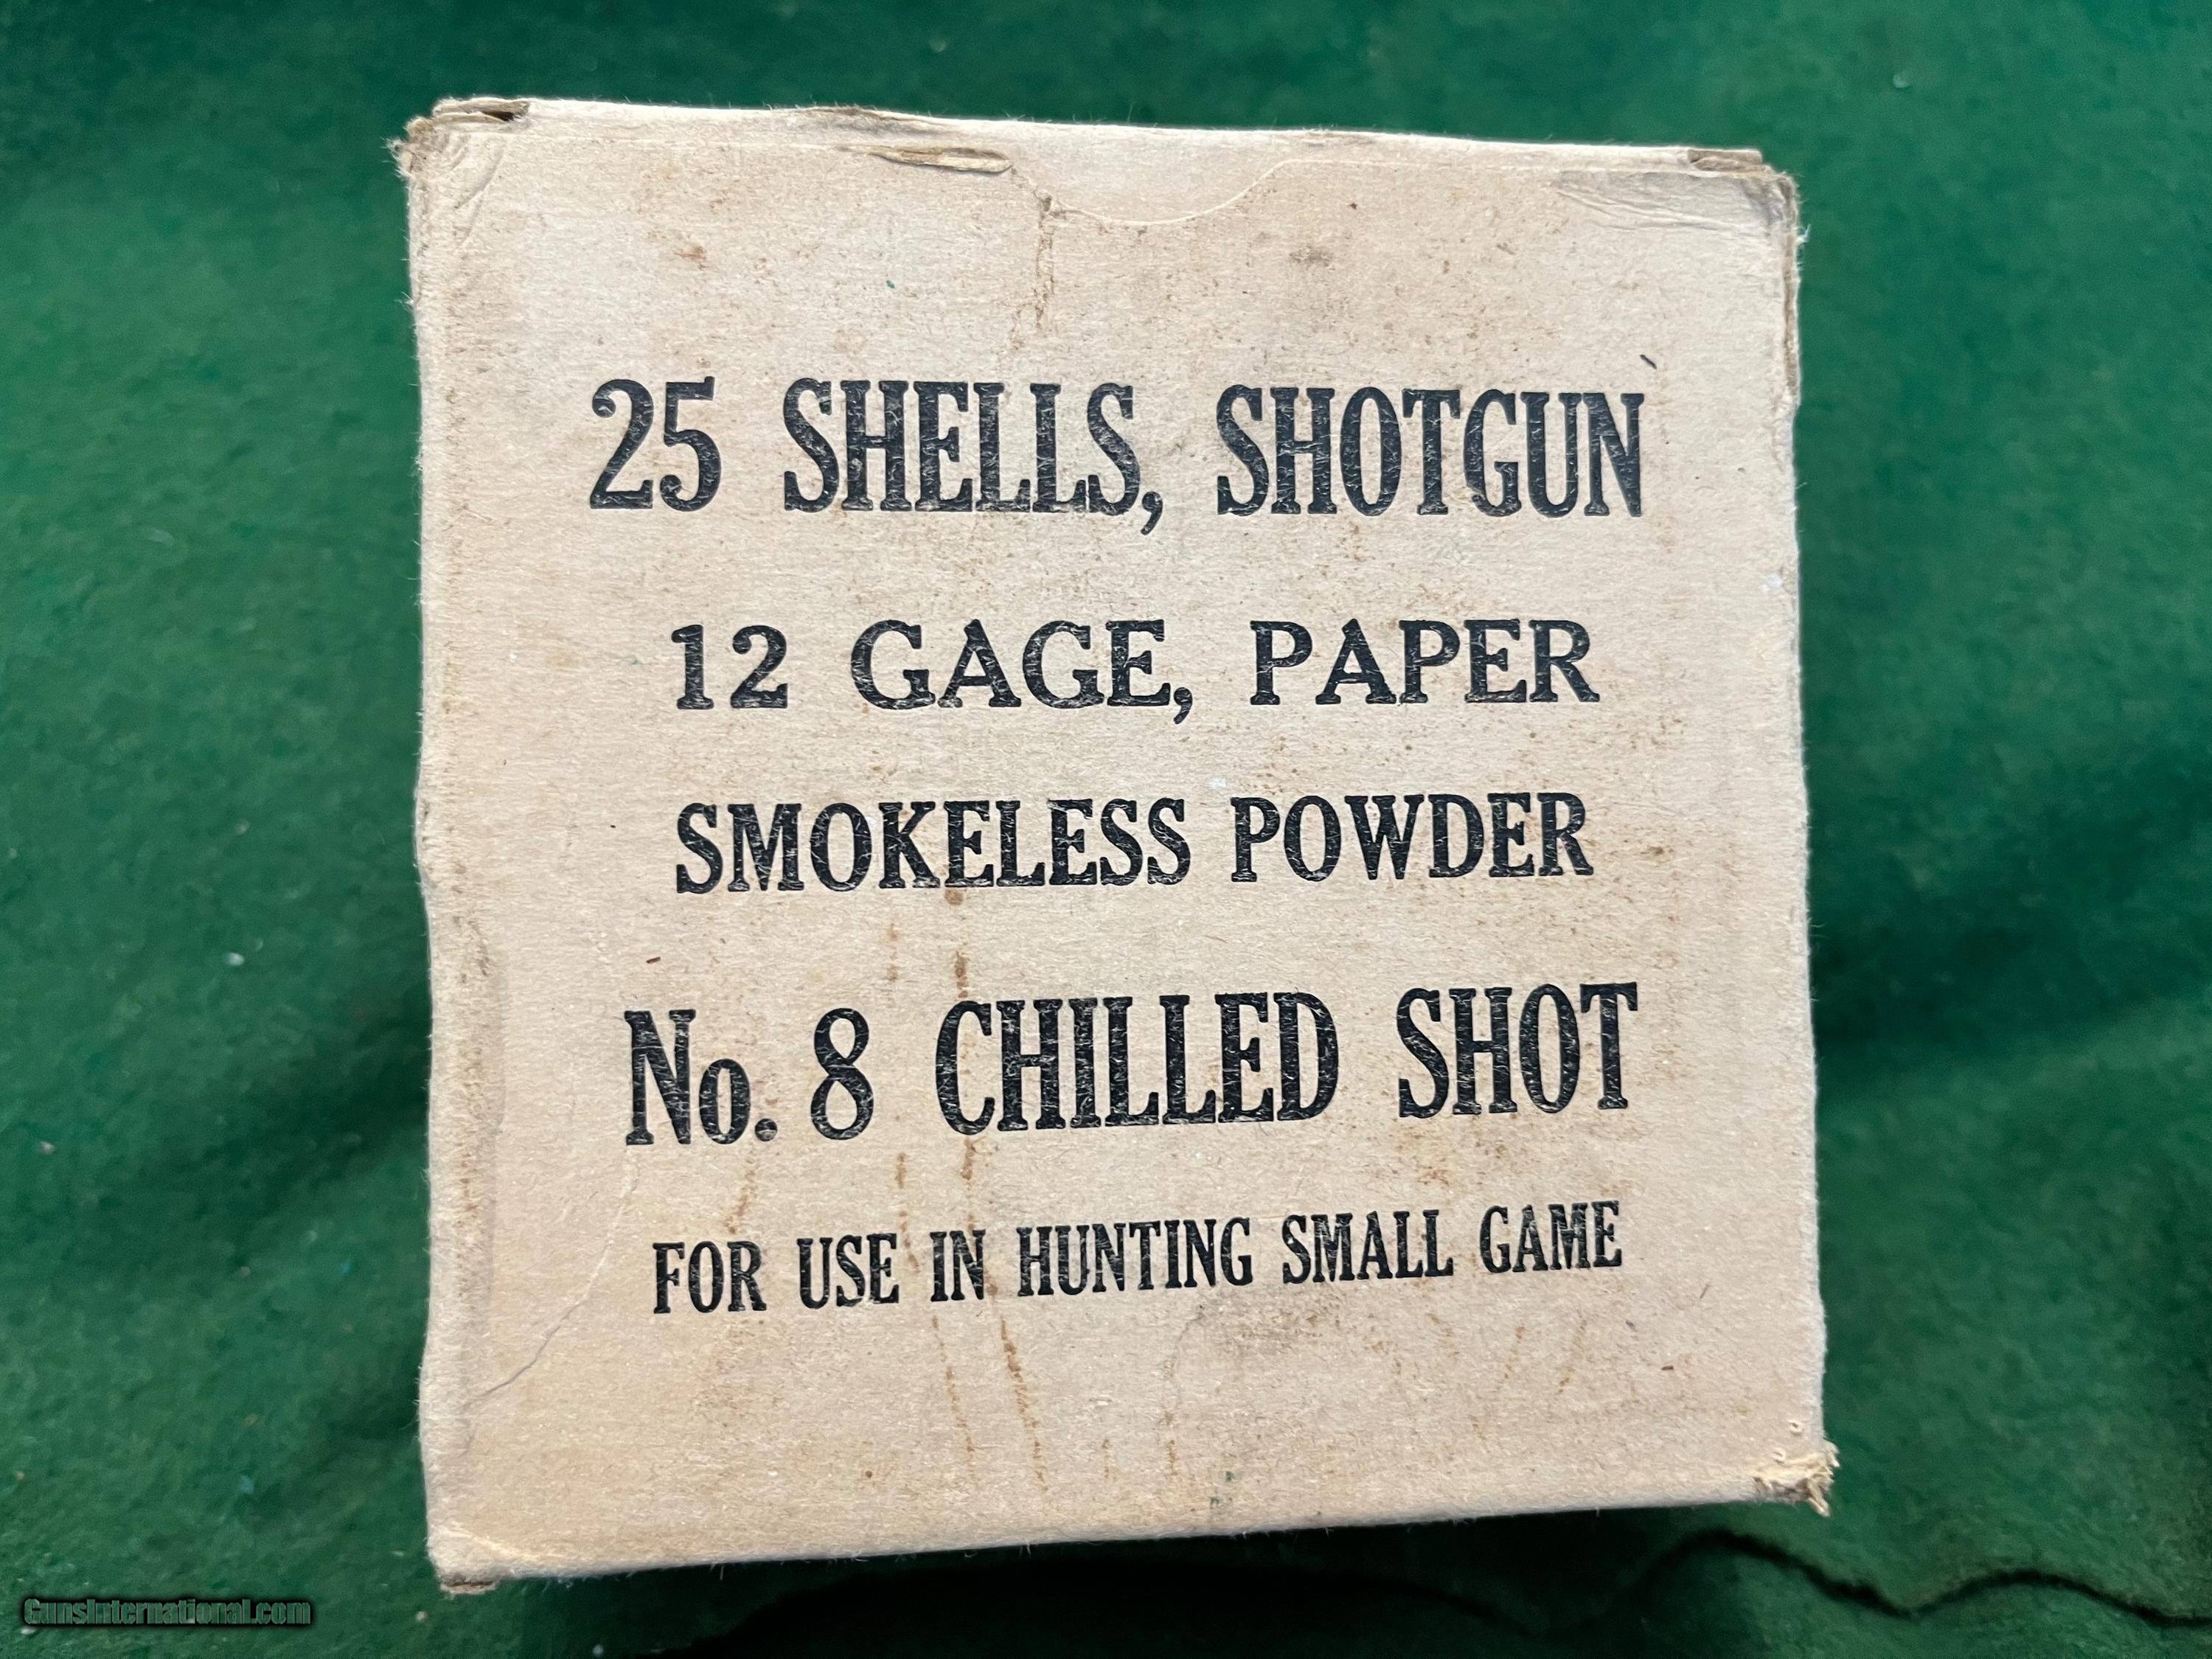 25 SHELLS, SHOTGUN
12 GAGE, PAPER
SMOKELESS POWDER
No. 8 CHILLED SHOT
FOR USE IN HUNTING SMALL GAME
GunsInternational.com